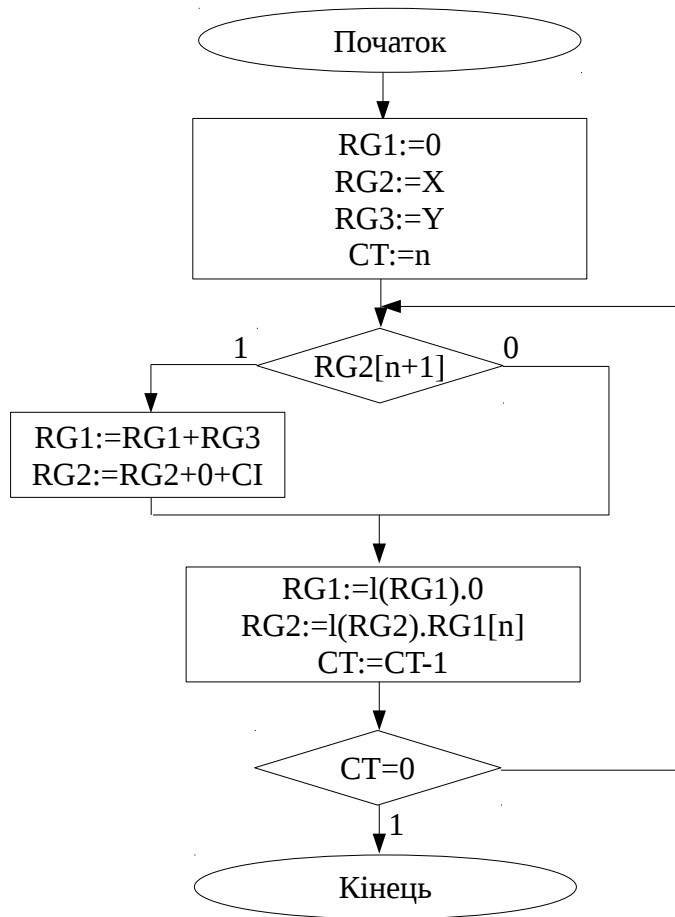 Початок
RG1:=0
RG2:=X
RG3:=Y
CT:=n
1
0
RG2[n+1]
RG1:=RG1+RG3
RG2:=RG2+0+CI
RG1:=l(RG1).0
RG2:=l(RG2).RG1[n]
CT:=CT-1
CT=0
1
Кінець